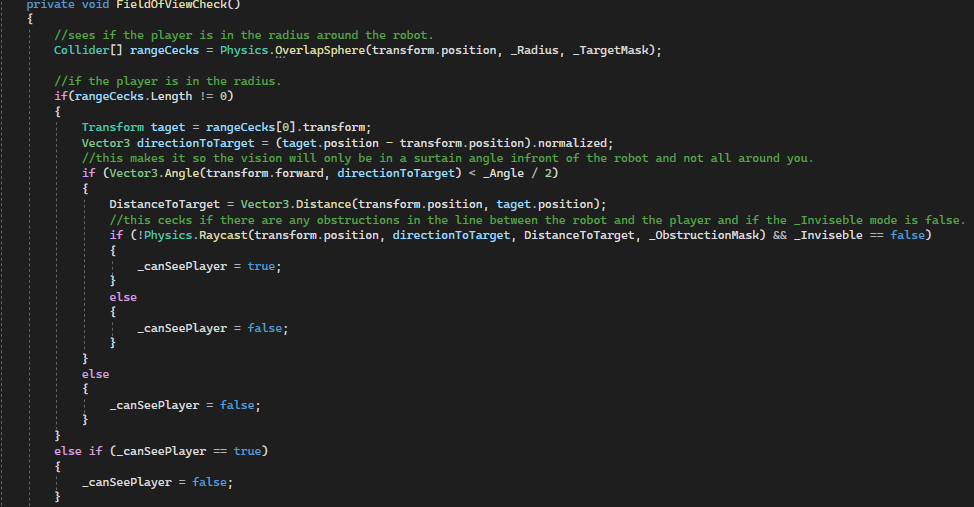 private void FieldOfViewCheck()
{
//sees if the player is in the radius around the robot.
Collider[] rangeCecks = Physics.OverlapSphere(transform.position, _Radius, _TargetMask);
//if the player is in the radius.
if(rangeCecks.Length != 0)
{
Transform taget = rangeCecks[0].transform;
Vector3 directionToTarget = (taget.position - transform.position).normalized;
//this makes it so the vision will only be in a surtain angle infront of the robot and not all around you.
if (Vector3.Angle(transform.forward, directionToTarget) < _Angle / 2)
{
DistanceToTarget = Vector3.Distance(transform.position, taget.position);
//this cecks if there are any obstructions in the line between the robot and the player and if the _Inviseble mode is false.
if (!Physics.Raycast(transform.position, directionToTarget, DistanceToTarget, _ObstructionMask) && _Inviseble == false)
{
_canSeePlayer = true;
}
else
{
_canSeePlayer = false;
}
}
else
{
_canSeePlayer = false;
}
}
else if (_canSeePlayer == true)
{
_canSeePlayer = false;
}